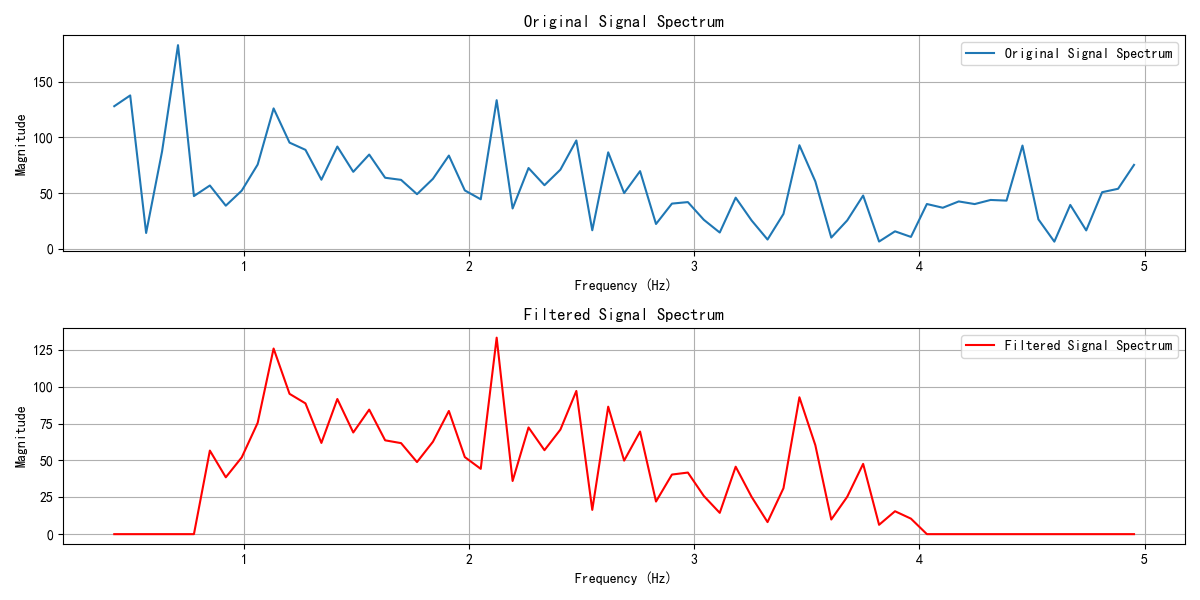 Original Signal Spectrum
Original Signal Spectrum
150
100
50
0
Magnitude
1 2 3 4 5
Frequency (Hz)
Filtered Signal Spectrum
Filtered Signal Spectrum
125
100
75
50
25
0
Magnitude
1 2 3 4 5
Frequency (Hz)